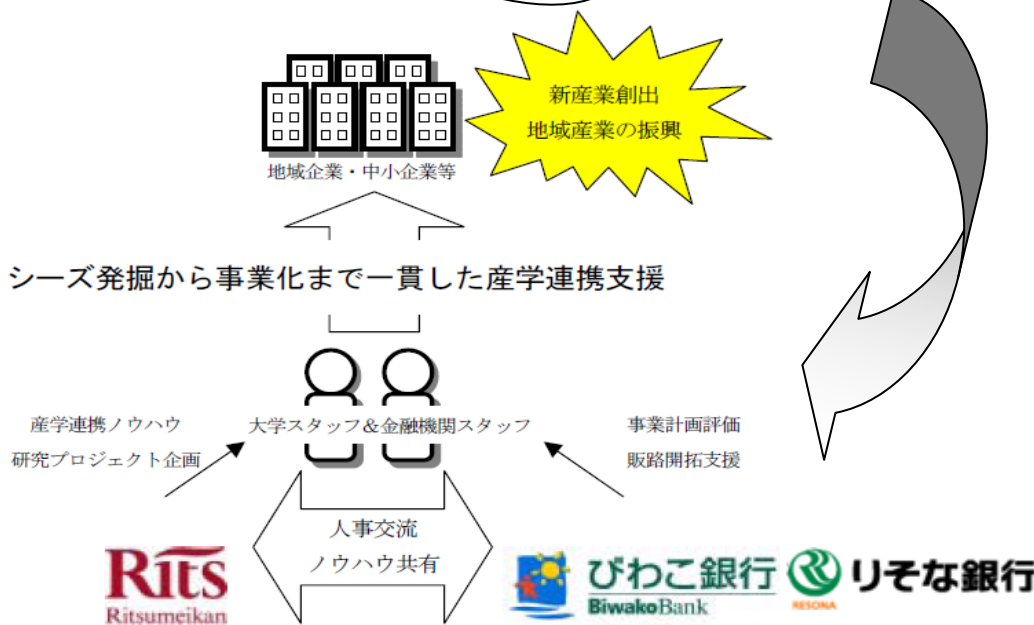 新産業創出
地域産業の振興
地域企業・中小企業等
シーズ発掘から事業化まで一貫した産学連携支援
産学連携ノウハウ
研究プロジェクト企画
大学スタッフ&金融機関スタッフ
事業計画評価
販路開拓支援
人事交流
ノウハウ共有
Rits
Ritsumeikan
びわこ銀行
BiwakoBank
RESONA
りそな銀行